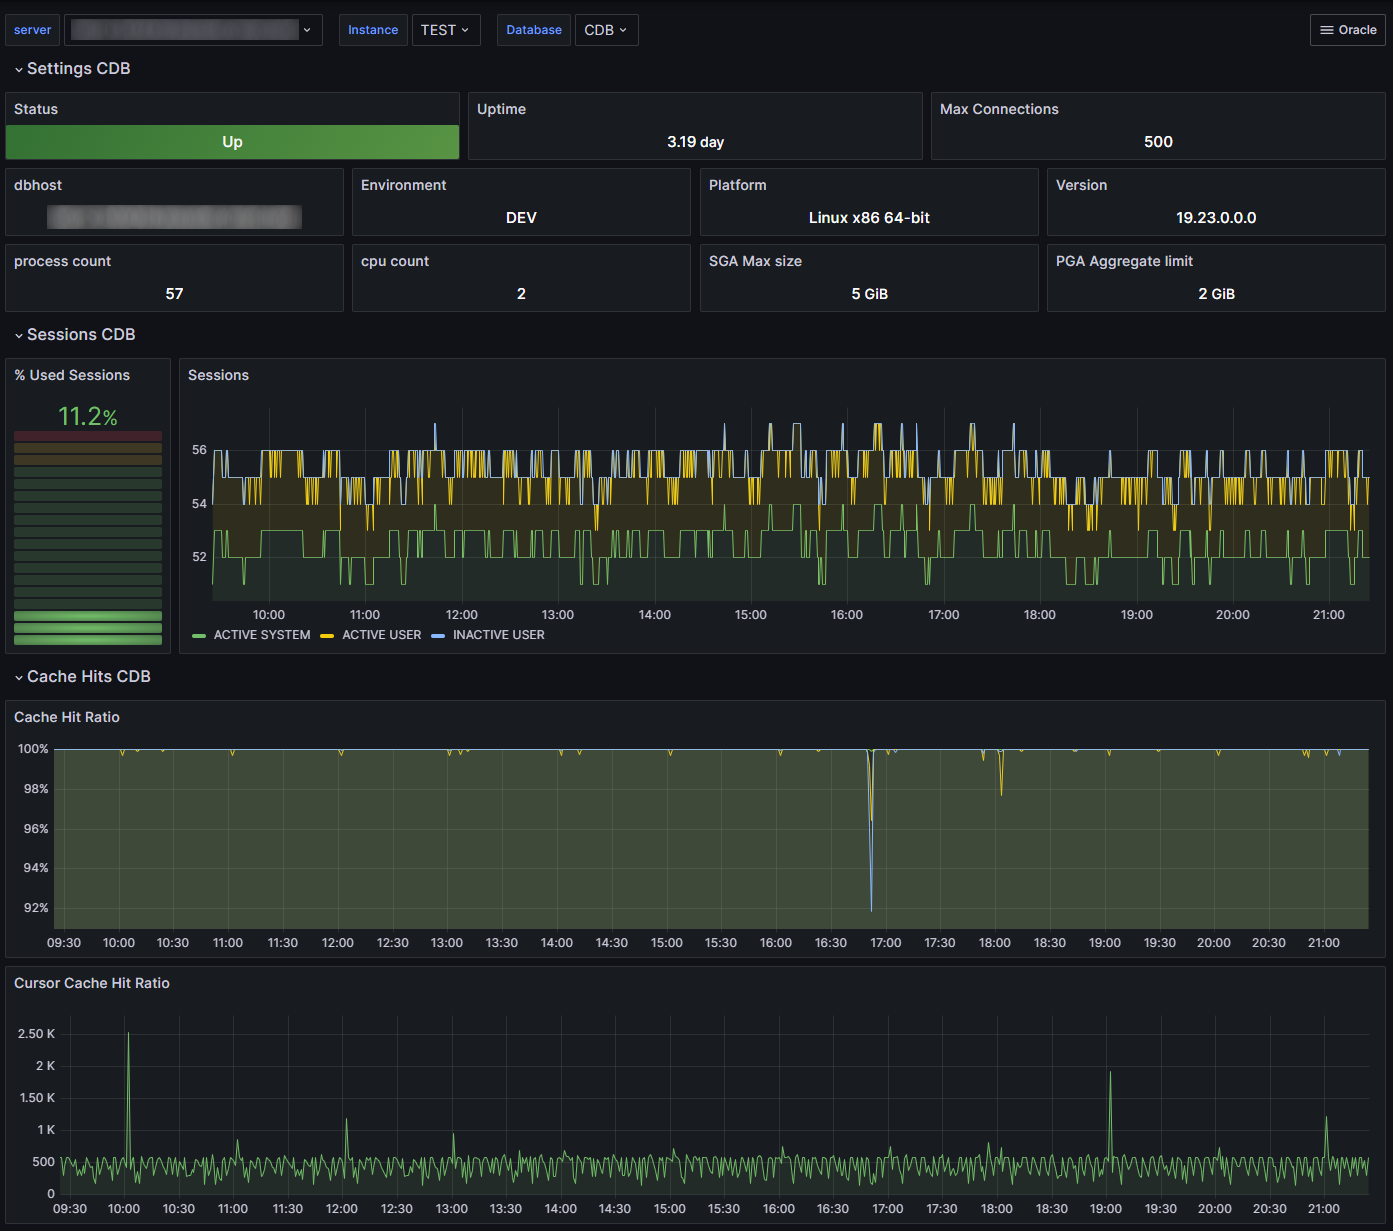 server Instance TEST Database CDB Oracle
Settings CDB
Status Uptime Max Connections
Up 3.19 day 500
dbhost Environment Platform Version
DEV Linux x86 64-bit 19.23.0.0.0
process count cpu count SGA Max size PGA Aggregate limit
57 2 5 GiB 2 GiB
Sessions CDB
% Used Sessions Sessions
11.2%
56
54
52
10:00 11:00 12:00 13:00 14:00 15:00 16:00 17:00 18:00 19:00 20:00 21:00
ACTIVE SYSTEM ACTIVE USER INACTIVE USER
Cache Hits CDB
Cache Hit Ratio
100%
98%
96%
94%
92%
09:30 10:00 10:30 11:00 11:30 12:00 12:30 13:00 13:30 14:00 14:30 15:00 15:30 16:00 16:30 17:00 17:30 18:00 18:30 19:00 19:30 20:00 20:30 21:00
Cursor Cache Hit Ratio
2.50 K
2 K
1.50 K
1 K
500
0
09:30 10:00 10:30 11:00 11:30 12:00 12:30 13:00 13:30 14:00 14:30 15:00 15:30 16:00 16:30 17:00 17:30 18:00 18:30 19:00 19:30 20:00 20:30 21:00